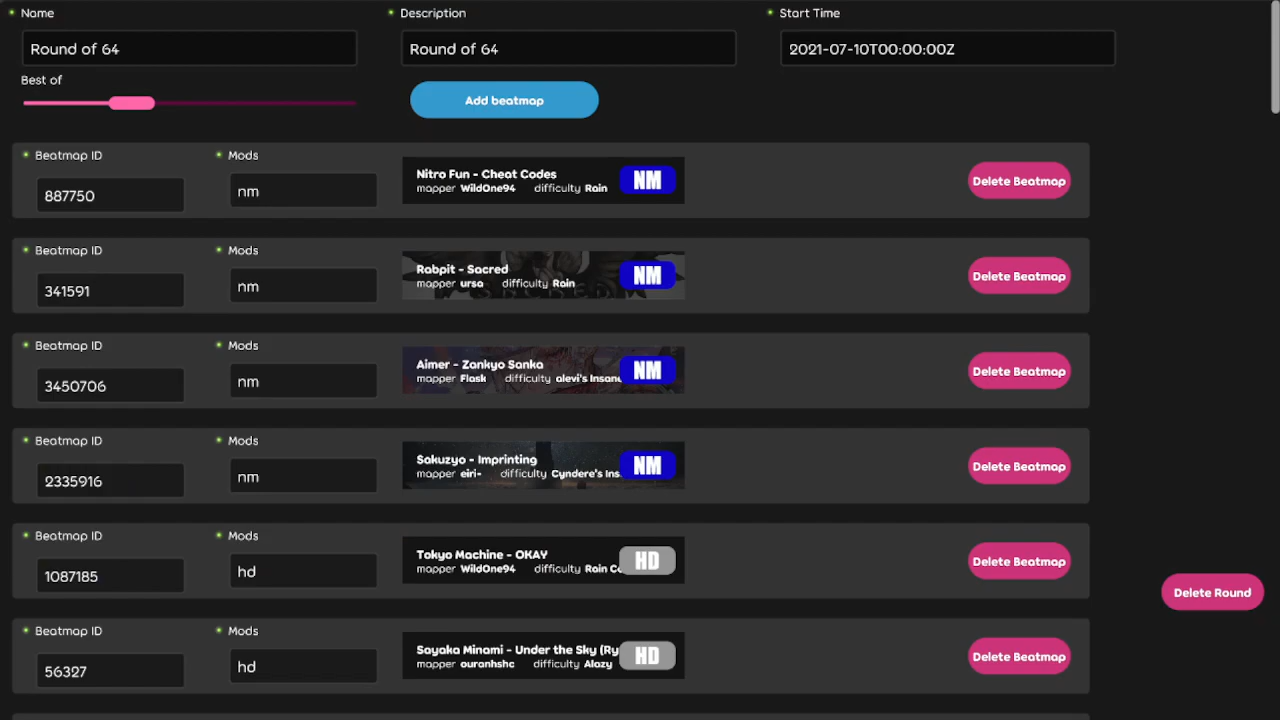 Name
Description
Start Time
Round of 64
Round of 64
2021-07-10T00:00:00Z
Best of
Add beatmap
Beatmap ID
Mods
887750
nm
Nitro Fun - Cheat Codes
mapper WildOne94 difficulty Rain
NM
Delete Beatmap
Beatmap ID
Mods
341591
nm
Rabpit - Sacred
mapper ursa difficulty Rain
NM
Delete Beatmap
Beatmap ID
Mods
3450706
nm
Aimer - Zankyo Sanka
mapper Flask difficulty alevi's Insane
NM
Delete Beatmap
Beatmap ID
Mods
2335916
nm
Sakuzyo - Imprinting
mapper eiri- difficulty Cyndere's Ins
NM
Delete Beatmap
Beatmap ID
Mods
1087185
hd
Tokyo Machine - OKAY
mapper WildOne94 difficulty Rain Co
HD
Delete Beatmap
Delete Round
Beatmap ID
Mods
56327
hd
Sayaka Minami - Under the Sky (Ry
mapper ouranhshc difficulty Alazy
HD
Delete Beatmap